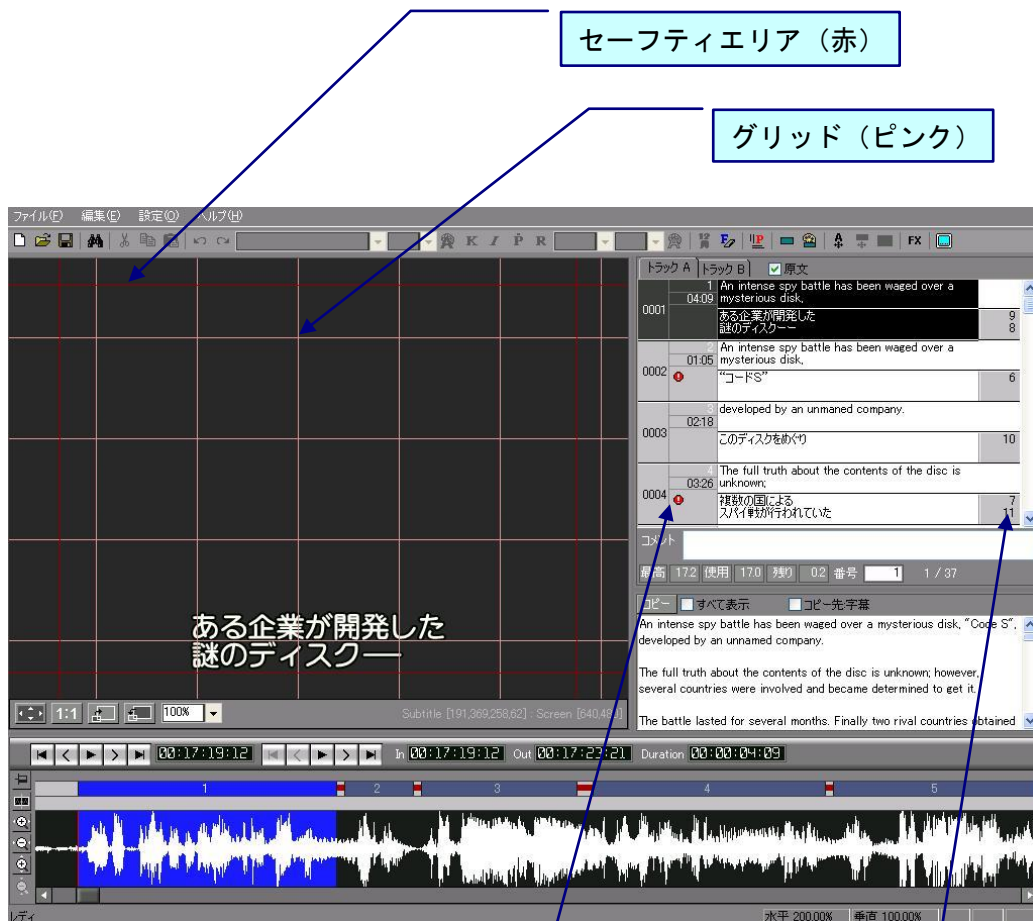 セーフティエリア（赤）
グリッド（ピンク）
ファイル(F) 編集(E) 設定(O) ヘルプ(H)
K I P R FX
トラック A トラック B 原文
0001
1
04:09
An intense spy battle has been waged over a
mysterious disk,
ある企業が開発した 9
謎のディスクーー 8
0002
2
01:05
An intense spy battle has been waged over a
mysterious disk,
“コードS” 6
0003
3
02:18
developed by an unmaned company.
このディスクをめぐり 10
0004
4
03:26
The full truth about the contents of the disc is
unknown;
複数の国による 7
スパイ戦が行われていた 11
コメント
最高 17.2 使用 17.0 残り 0.2 番号 1 1 / 37
コピー すべて表示 コピー先字幕
An intense spy battle has been waged over a mysterious disk, "Code S",
developed by an unnamed company.
The full truth about the contents of the disc is unknown; however,
several countries were involved and became determined to get it.
The battle lasted for several months. Finally two rival countries obtained
ある企業が開発した
謎のディスクー
1:1 100% Subtitle [191,369,258,62] : Screen [640,480]
00:17:19:12 In 00:17:19:12 Out 00:17:23:21 Duration 00:00:04:09
1 2 3 4 5
レディ 水平 200.00% 垂直 100.00%